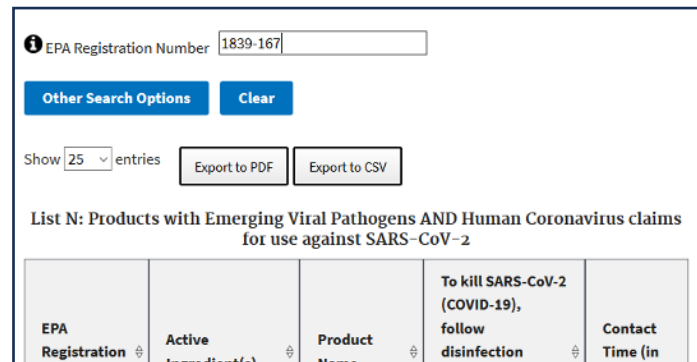 EPA Registration Number 1839-167
Other Search Options Clear
Show 25 entries Export to PDF Export to CSV
List N: Products with Emerging Viral Pathogens AND Human Coronavirus claims
for use against SARS-CoV-2
To kill SARS-CoV-2
(COVID-19),
EPA follow Contact
Registration Active Product disinfection Time (in
Ingredient(s) Name